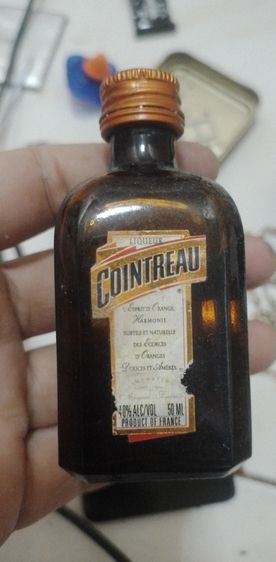 LIQUEUR
COINTREAU
L'ESPRIT D'ORANGE,
HARMONIE
SUBTILE ET NATURELLE
DES ECORCES
D'ORANGES
DOUCES ET AMÈRES.
40% ALC/VOL 50 ML
PRODUCT OF FRANCE